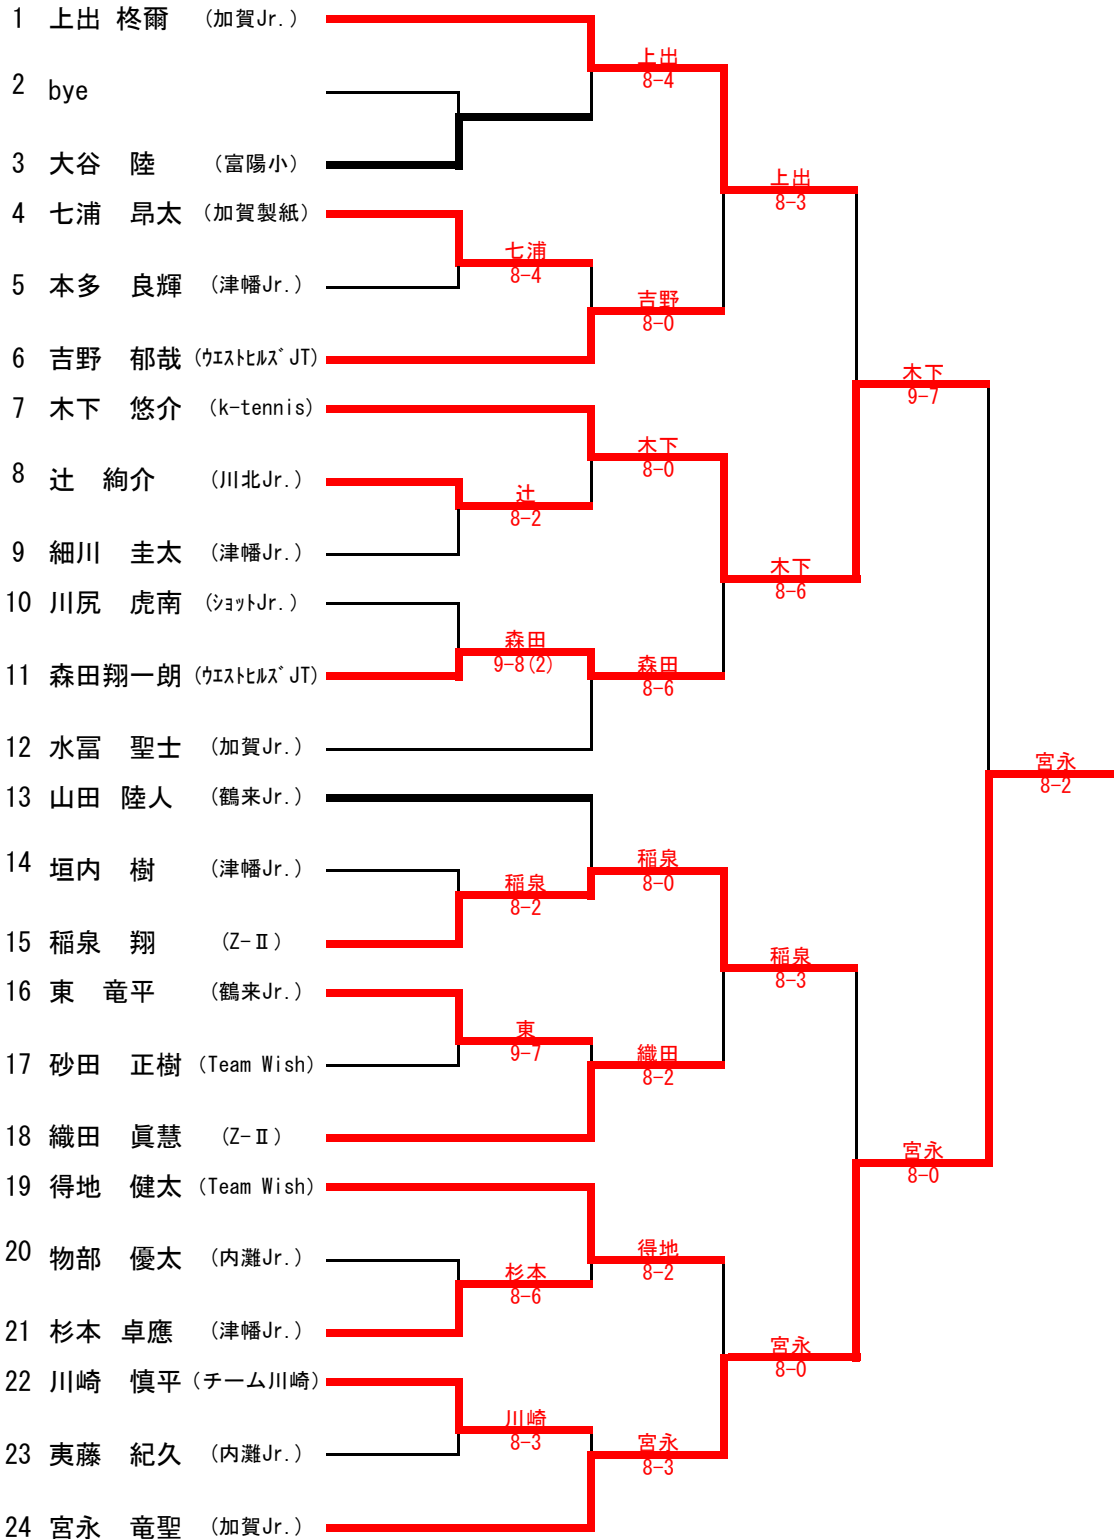 1 上出 柊爾 (加賀Jr.)
上出
8-4
2 bye
3 大谷 陸 (富陽小)
上出
8-3
4 七浦 昂太 (加賀製紙)
七浦
8-4
5 本多 良輝 (津幡Jr.)
吉野
8-0
6 吉野 郁哉 (ウエストヒルズJT)
木下
9-7
7 木下 悠介 (k-tennis)
木下
8-0
8 辻 絢介 (川北Jr.)
辻
8-2
9 細川 圭太 (津幡Jr.)
木下
8-6
10 川尻 虎南 (ショットJr.)
森田
9-8(2)
11 森田翔一朗 (ウエストヒルズJT)
森田
8-6
12 水冨 聖士 (加賀Jr.)
宮永
8-2
13 山田 陸人 (鶴来Jr.)
14 垣内 樹 (津幡Jr.)
稲泉
8-0
稲泉
8-2
15 稲泉 翔 (Z-Ⅱ)
稲泉
8-3
16 東 竜平 (鶴来Jr.)
東
9-7
17 砂田 正樹 (Team Wish)
織田
8-2
18 織田 眞慧 (Z-Ⅱ)
宮永
8-0
19 得地 健太 (Team Wish)
20 物部 優太 (内灘Jr.)
得地
8-2
杉本
8-6
21 杉本 卓應 (津幡Jr.)
宮永
8-0
22 川崎 慎平 (チーム川崎)
川崎
8-3
23 夷藤 紀久 (内灘Jr.)
宮永
8-3
24 宮永 竜聖 (加賀Jr.)